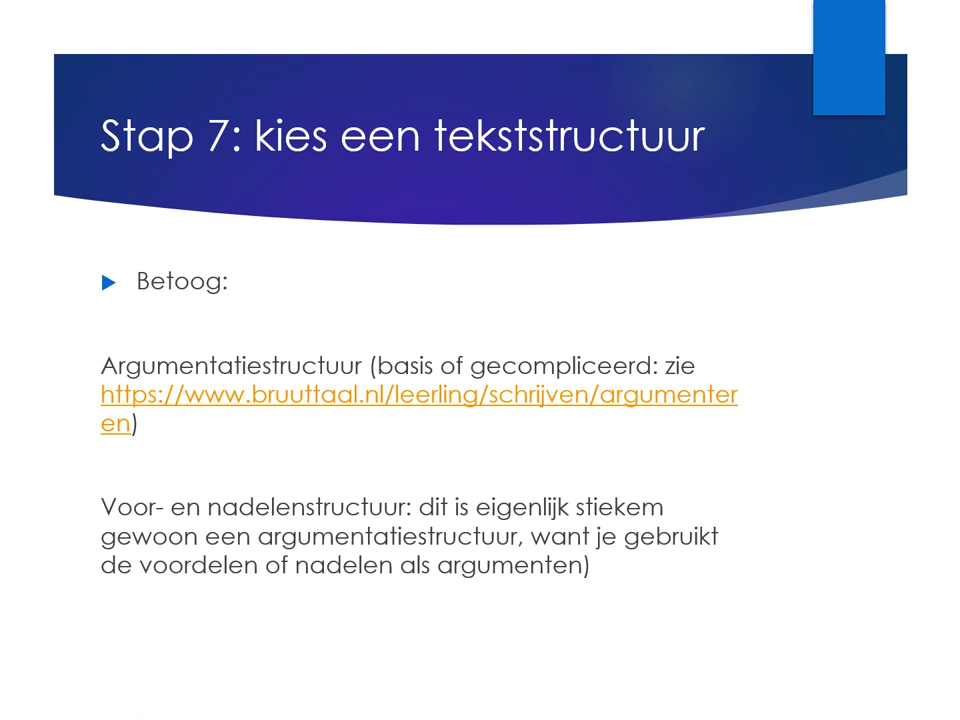 Stap 7: kies een tekststructuur
Betoog:
Argumentatiestructuur (basis of gecompliceerd: zie
https://www.bruuttaal.nl/leerling/schrijven/argumenter
en)
Voor- en nadelenstructuur: dit is eigenlijk stiekem
gewoon een argumentatiestructuur, want je gebruikt
de voordelen of nadelen als argumenten)